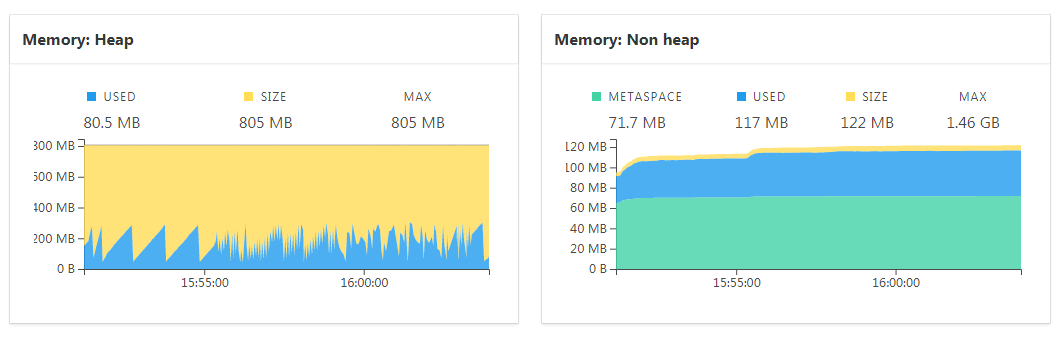 Memory: Heap
USED SIZE MAX
80.5 MB 805 MB 805 MB
800 MB
600 MB
400 MB
200 MB
0 B
15:55:00 16:00:00
Memory: Non heap
METASPACE USED SIZE MAX
71.7 MB 117 MB 122 MB 1.46 GB
120 MB
100 MB
80 MB
60 MB
40 MB
20 MB
0 B
15:55:00 16:00:00